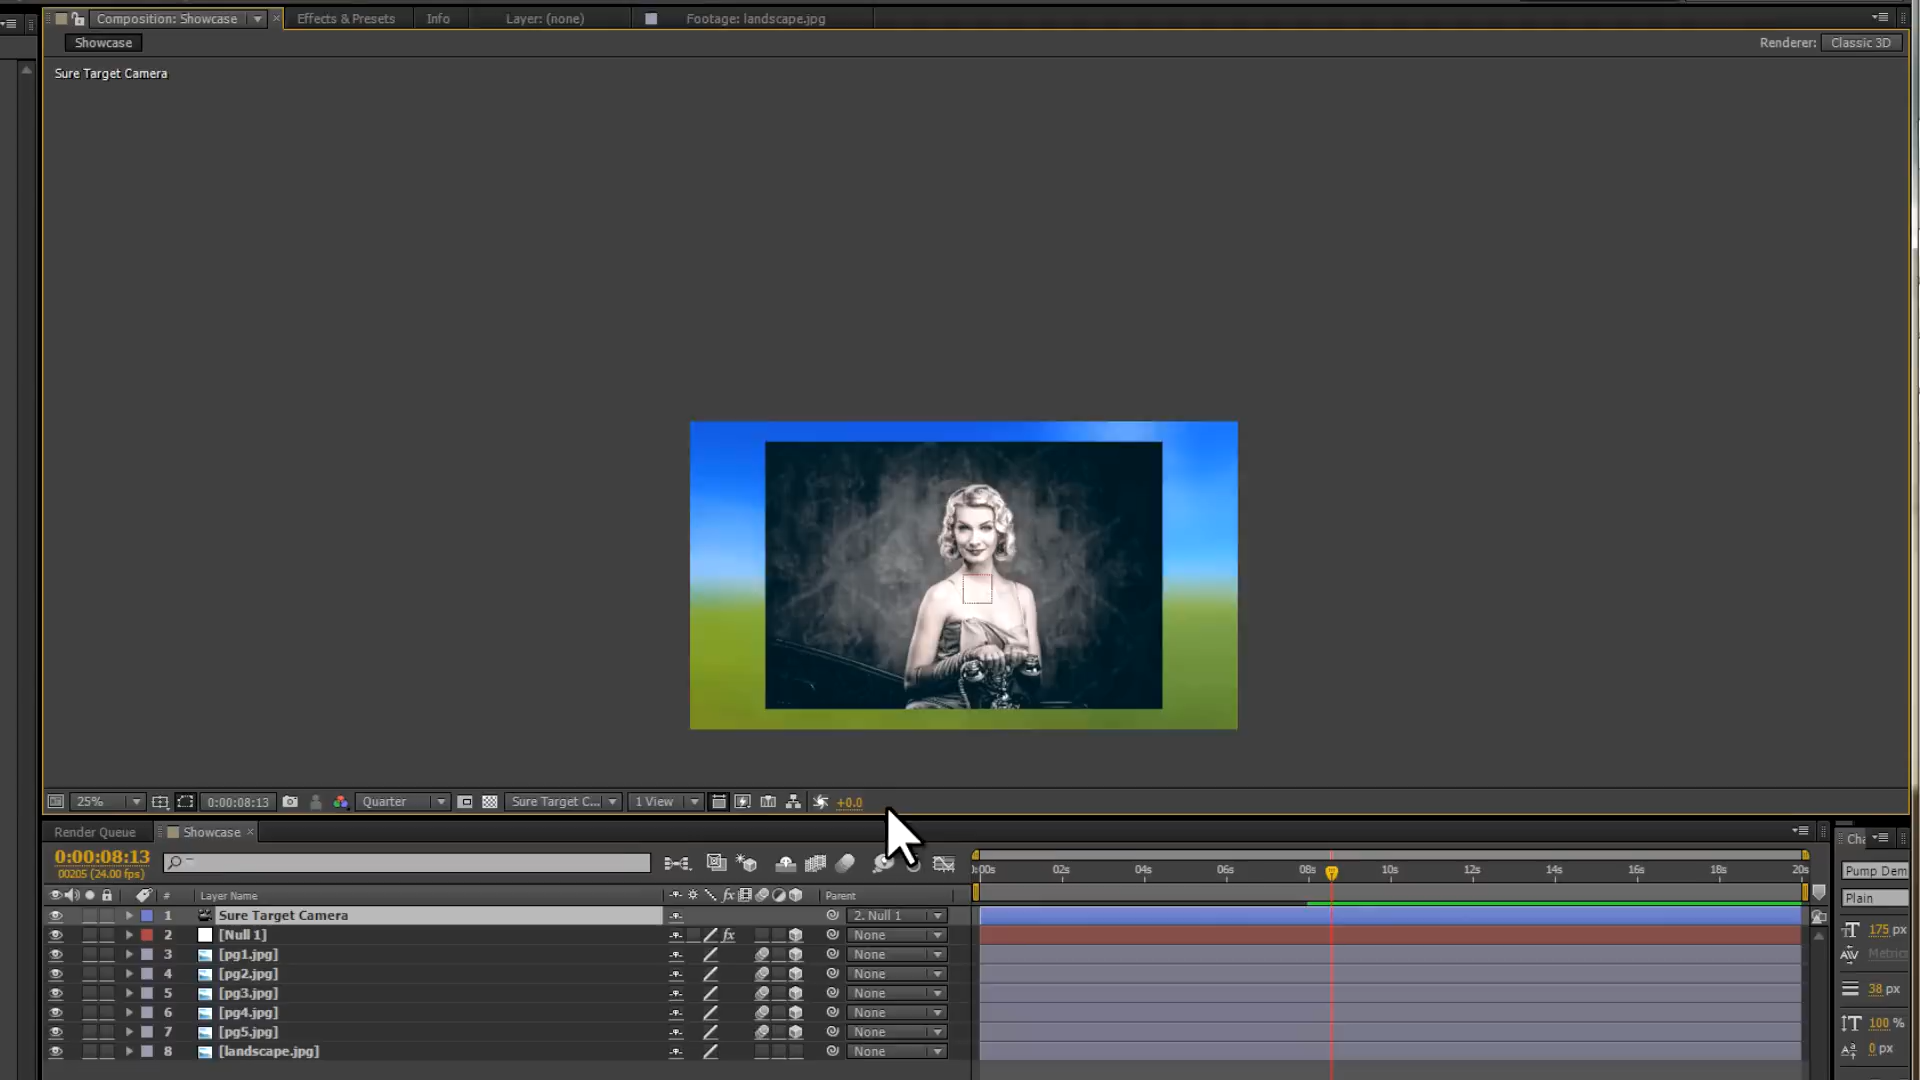 Composition: Showcase
Effects & Presets
Info
Layer: (none)
Footage: landscape.jpg
Showcase
Renderer: Classic 3D
Sure Target Camera
25%
0:00:08:13
Quarter
Sure Target C...
1 View
+0.0
Render Queue
Showcase
0:00:08:13
00205 (24.00 fps)
# Layer Name
fx
Parent
02s 04s 06s 08s 10s 12s 14s 16s 18s 20s
1 Sure Target Camera 2. Null 1
2 [Null 1] fx None
3 [pg1.jpg] None
4 [pg2.jpg] None
5 [pg3.jpg] None
6 [pg4.jpg] None
7 [pg5.jpg] None
8 [landscape.jpg] None
Cha
Pump Dem
Plain
175 px
Metric
38 px
100 %
0 px